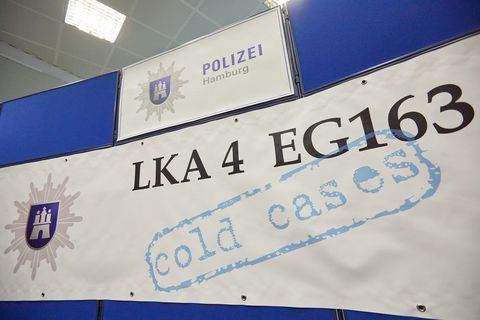 POLIZEI
Hamburg
LKA 4 EG163
cold cases